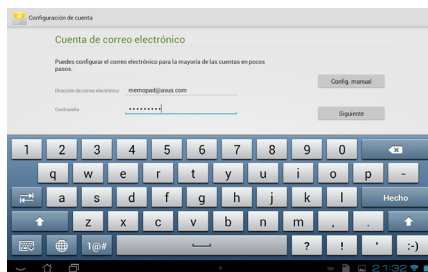 Configuración de cuenta
Cuenta de correo electrónico
Puedes configurar el correo electrónico para la mayoría de las cuentas en pocos
pasos.
Config. manual
Dirección de correo electrónico memopad@asus.com
Contraseña •••••••••
Siguiente
1 2 3 4 5 6 7 8 9 0
q w e r t y u i o p -
a s d f g h j k l Hecho
z x c v b n m , .
1@# ? ! ' :-)
21:32